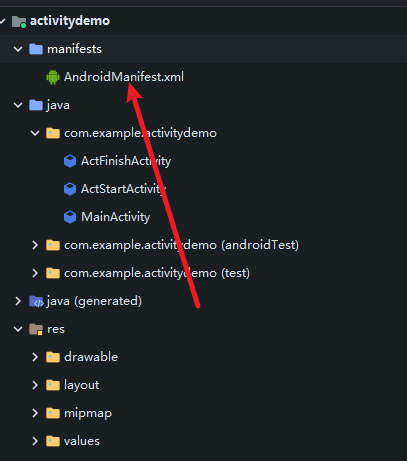 activitydemo
manifests
AndroidManifest.xml
java
com.example.activitydemo
ActFinishActivity
ActStartActivity
MainActivity
com.example.activitydemo (androidTest)
com.example.activitydemo (test)
java (generated)
res
drawable
layout
mipmap
values